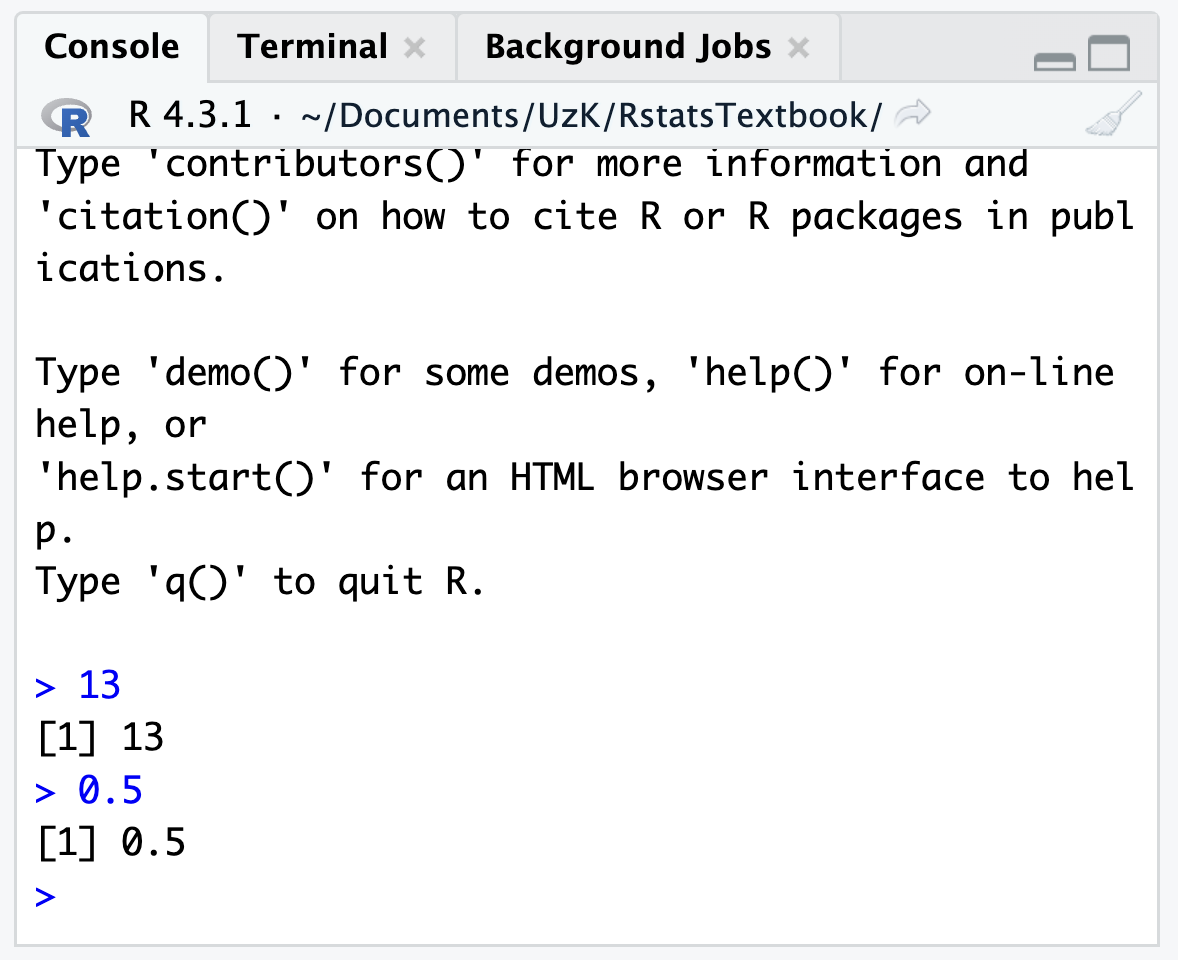 Console Terminal Background Jobs
R R 4.3.1 · ~/Documents/UzK/RstatsTextbook/
Type 'contributors()' for more information and
'citation()' on how to cite R or R packages in publ
ications.
Type 'demo()' for some demos, 'help()' for on-line
help, or
'help.start()' for an HTML browser interface to hel
p.
Type 'q()' to quit R.
> 13
[1] 13
> 0.5
[1] 0.5
>